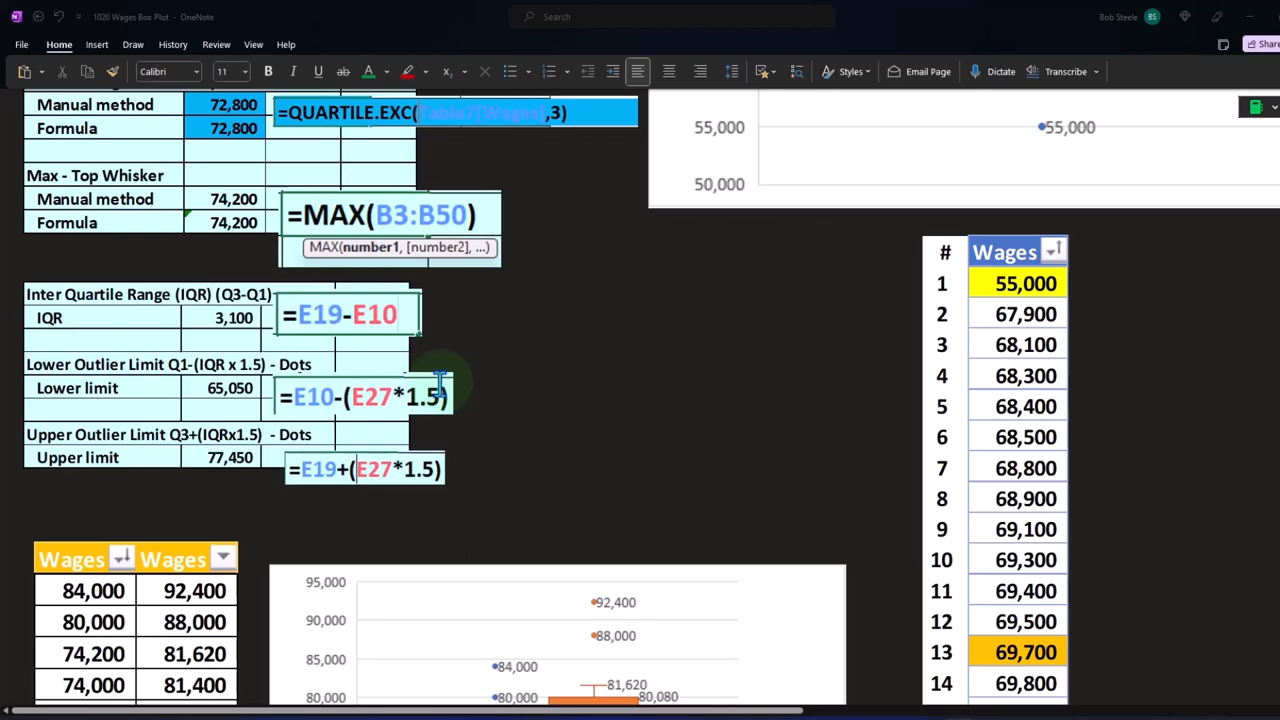 1020 Wages Box Plot - OneNote
Search
Bob Steele BS
File Home Insert Draw History Review View Help
Share
Calibri 11 B I U ab A x₂ Styles Email Page Dictate Transcribe
Manual method 72,800
=QUARTILE.EXC(Table7[Wages],3)
Formula 72,800
Max - Top Whisker
Manual method 74,200
Formula 74,200
=MAX(B3:B50)
MAX(number1, [number2], ...)
Inter Quartile Range (IQR) (Q3-Q1)
IQR 3,100
=E19-E10
Lower Outlier Limit Q1-(IQR x 1.5) - Dots
Lower limit 65,050
=E10-(E27*1.5)
Upper Outlier Limit Q3+(IQRx1.5) - Dots
Upper limit 77,450
=E19+(E27*1.5)
55,000 55,000
50,000
# Wages
1 55,000
2 67,900
3 68,100
4 68,300
5 68,400
6 68,500
7 68,800
8 68,900
9 69,100
10 69,300
11 69,400
12 69,500
13 69,700
14 69,800
Wages Wages
84,000 92,400
80,000 88,000
74,200 81,620
74,000 81,400
95,000
92,400
90,000
88,000
85,000
84,000
81,620
80,000
80,000
80,080